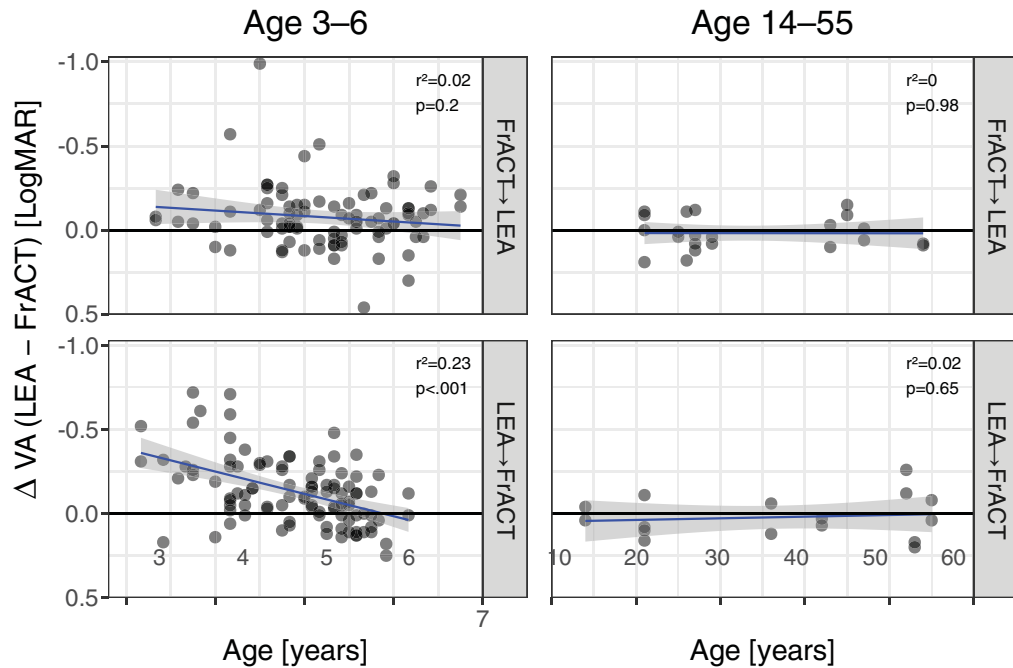 Age 3–6
Age 14–55
Δ VA (LEA – FrACT) [LogMAR]
-1.0
-0.5
0.0
0.5
r²=0.02
p=0.2
FrACT→LEA
r²=0
p=0.98
FrACT→LEA
-1.0
-0.5
0.0
0.5
r²=0.23
p<.001
LEA→FrACT
r²=0.02
p=0.65
LEA→FrACT
3 4 5 6
7
10 20 30 40 50 60
Age [years]
Age [years]